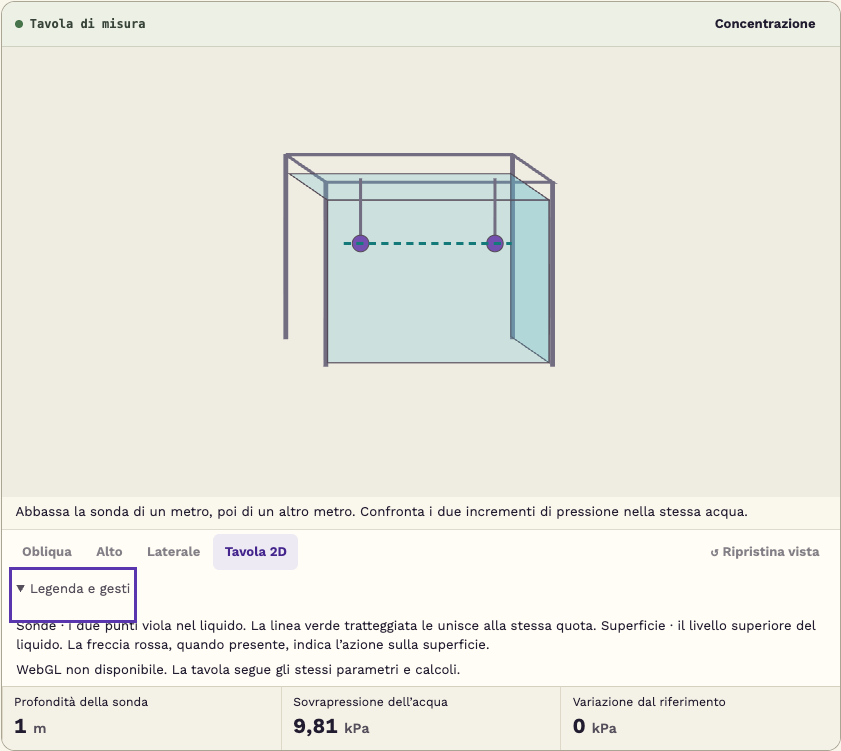 Tavola di misura
Concentrazione
Abbassa la sonda di un metro, poi di un altro metro. Confronta i due incrementi di pressione nella stessa acqua.
Obliqua Alto Laterale Tavola 2D ↺ Ripristina vista
▼ Legenda e gesti
Sonde · i due punti viola nel liquido. La linea verde tratteggiata le unisce alla stessa quota. Superficie · il livello superiore del
liquido. La freccia rossa, quando presente, indica l’azione sulla superficie.
WebGL non disponibile. La tavola segue gli stessi parametri e calcoli.
Profondità della sonda
1 m
Sovrapressione dell’acqua
9,81 kPa
Variazione dal riferimento
0 kPa